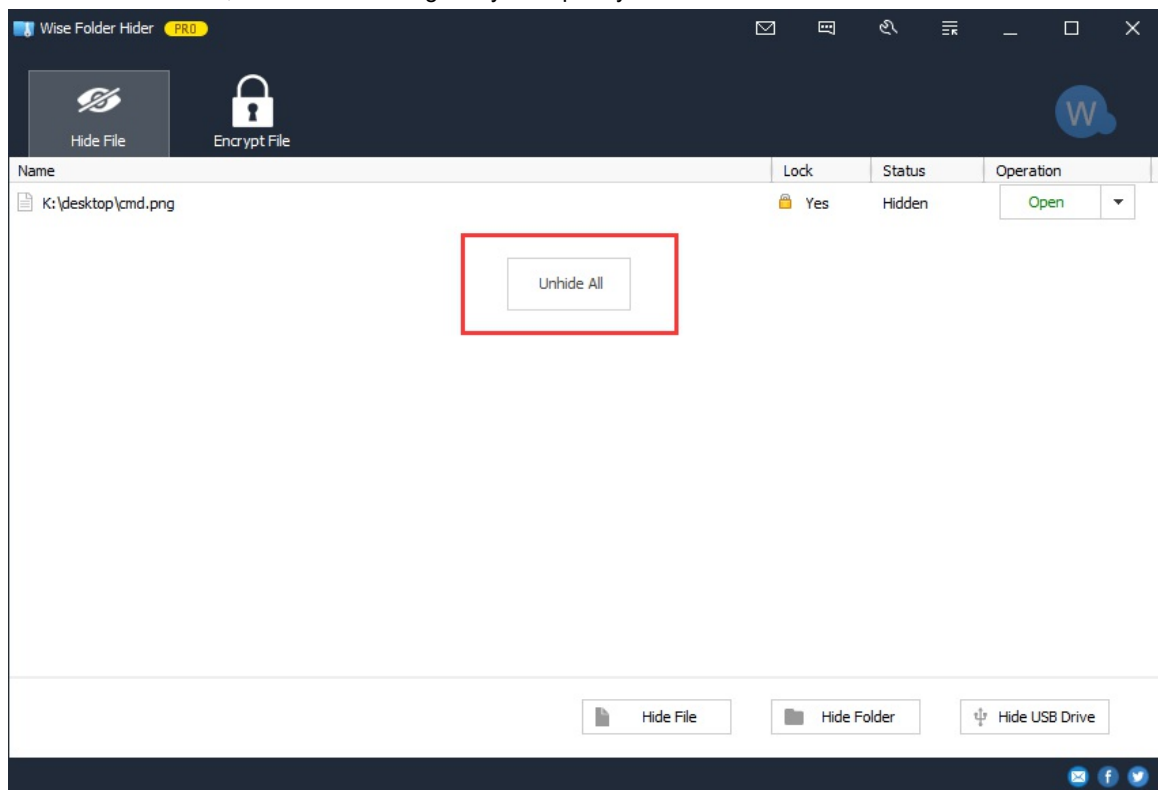 Wise Folder Hider PRO
W
Hide File Encrypt File
Name Lock Status Operation
K:\desktop\cmd.png Yes Hidden Open
Unhide All
Hide File Hide Folder Hide USB Drive